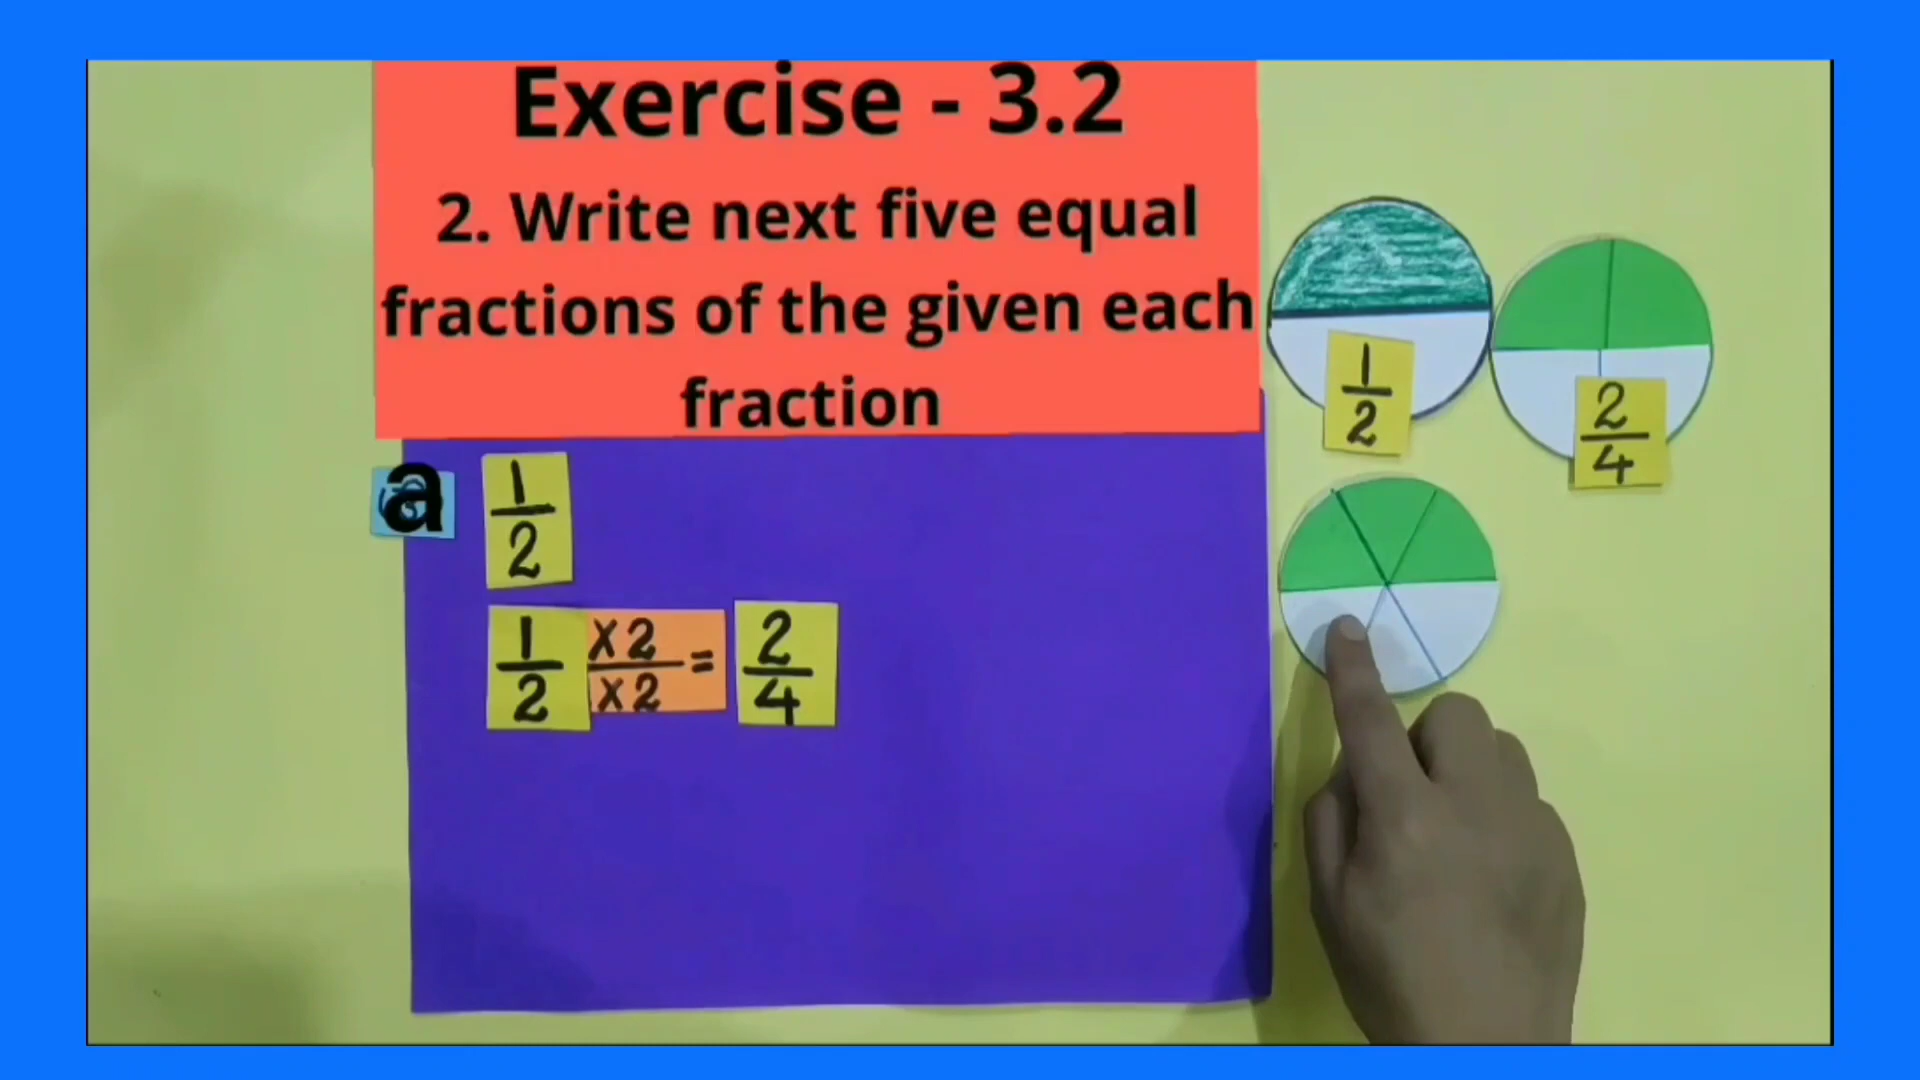 Exercise - 3.2
2. Write next five equal
fractions of the given each
fraction
a
1/2
1/2 ×2/×2 = 2/4
1/2
2/4